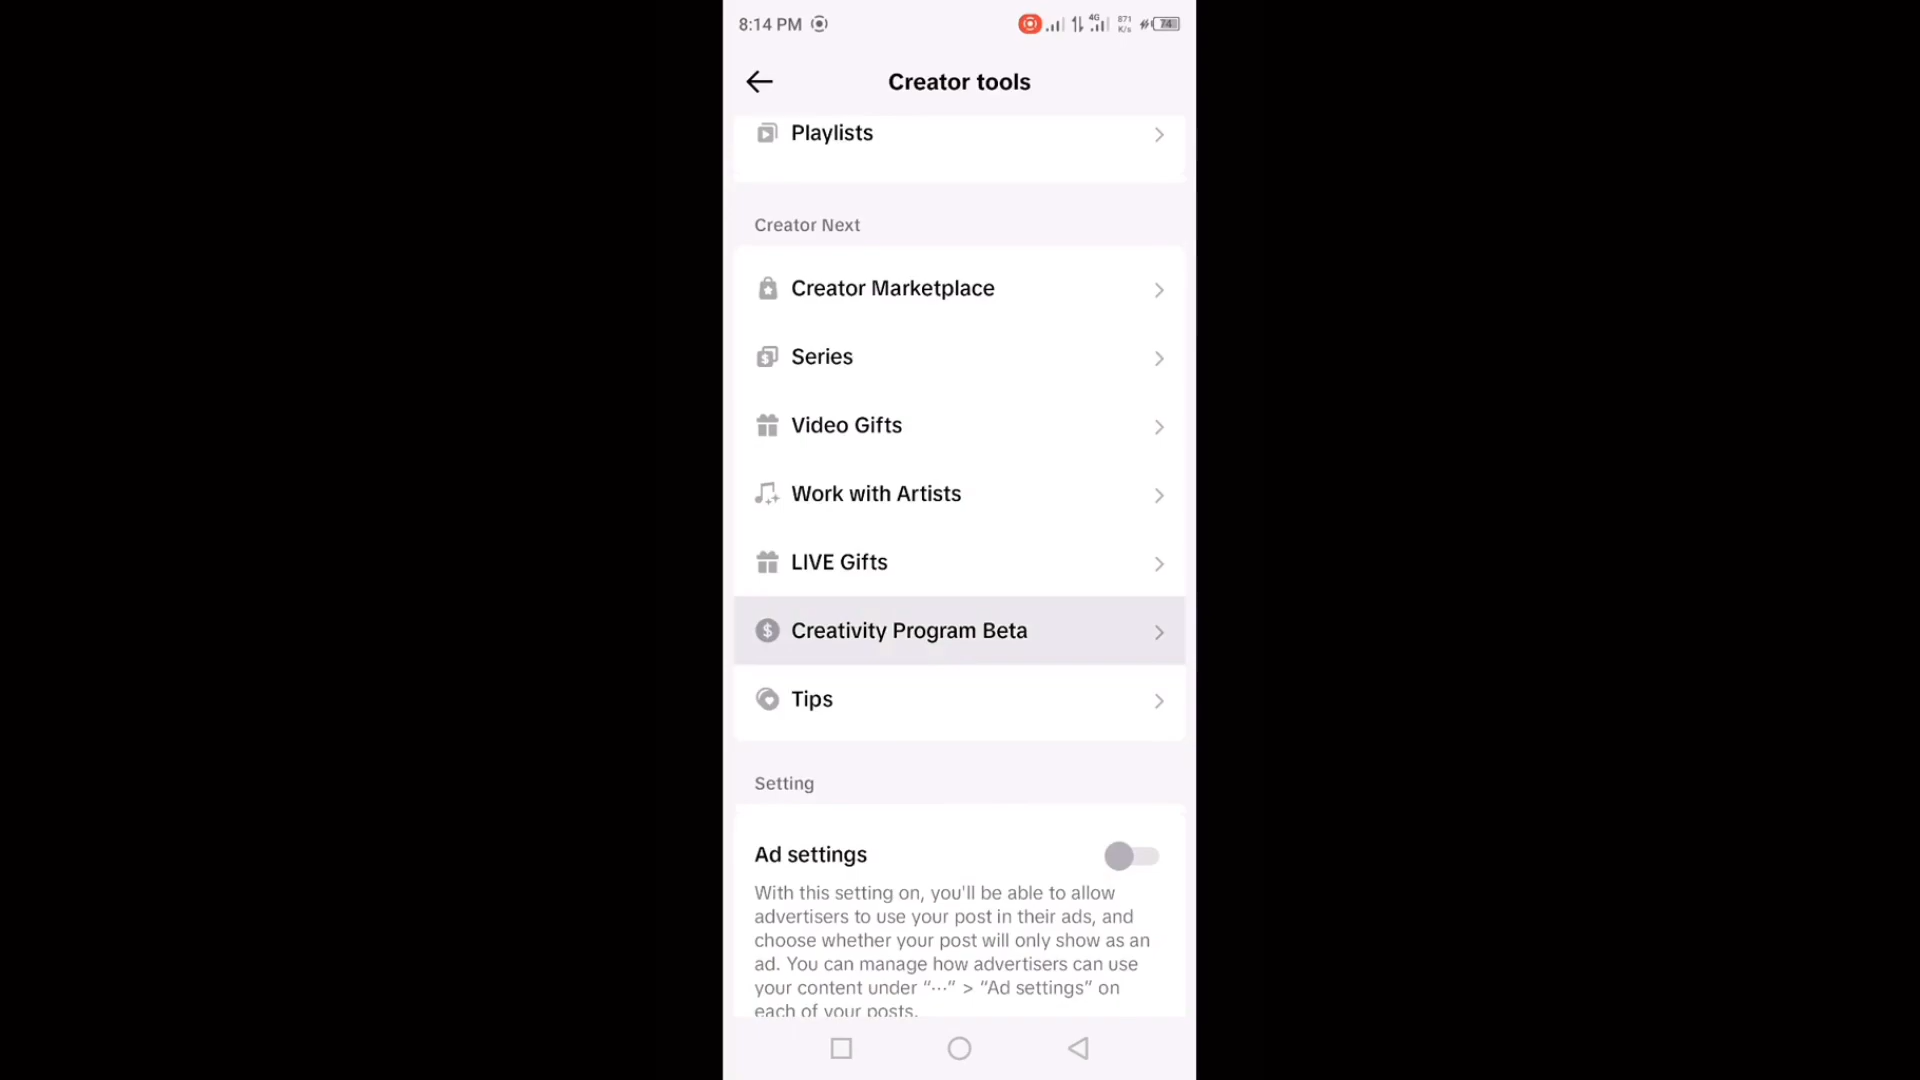 8:14 PM
4G
871
K/s
74
Creator tools
Playlists
Creator Next
Creator Marketplace
Series
Video Gifts
Work with Artists
LIVE Gifts
Creativity Program Beta
Tips
Setting
Ad settings
With this setting on, you'll be able to allow
advertisers to use your post in their ads, and
choose whether your post will only show as an
ad. You can manage how advertisers can use
your content under “···” > “Ad settings” on
each of your posts.